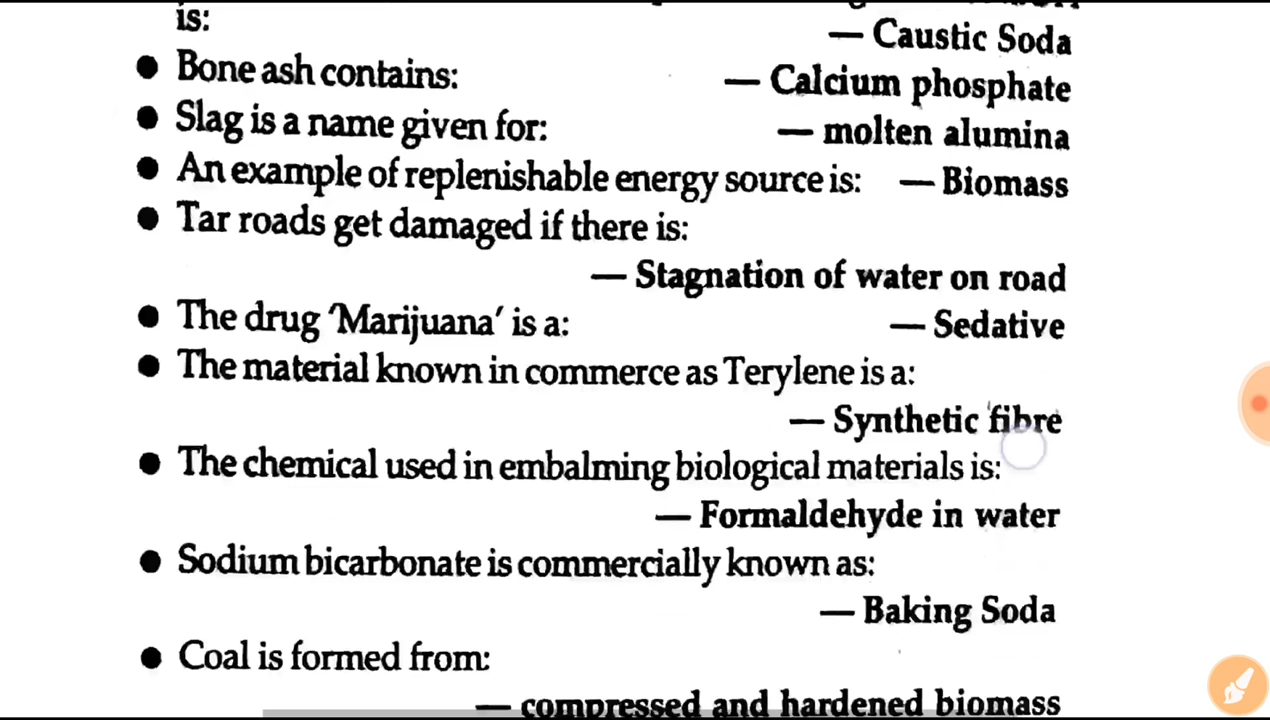 is:
— Caustic Soda
● Bone ash contains: — Calcium phosphate
● Slag is a name given for: — molten alumina
● An example of replenishable energy source is: — Biomass
● Tar roads get damaged if there is:
— Stagnation of water on road
● The drug 'Marijuana' is a: — Sedative
● The material known in commerce as Terylene is a:
— Synthetic fibre
● The chemical used in embalming biological materials is:
— Formaldehyde in water
● Sodium bicarbonate is commercially known as:
— Baking Soda
● Coal is formed from:
— compressed and hardened biomass